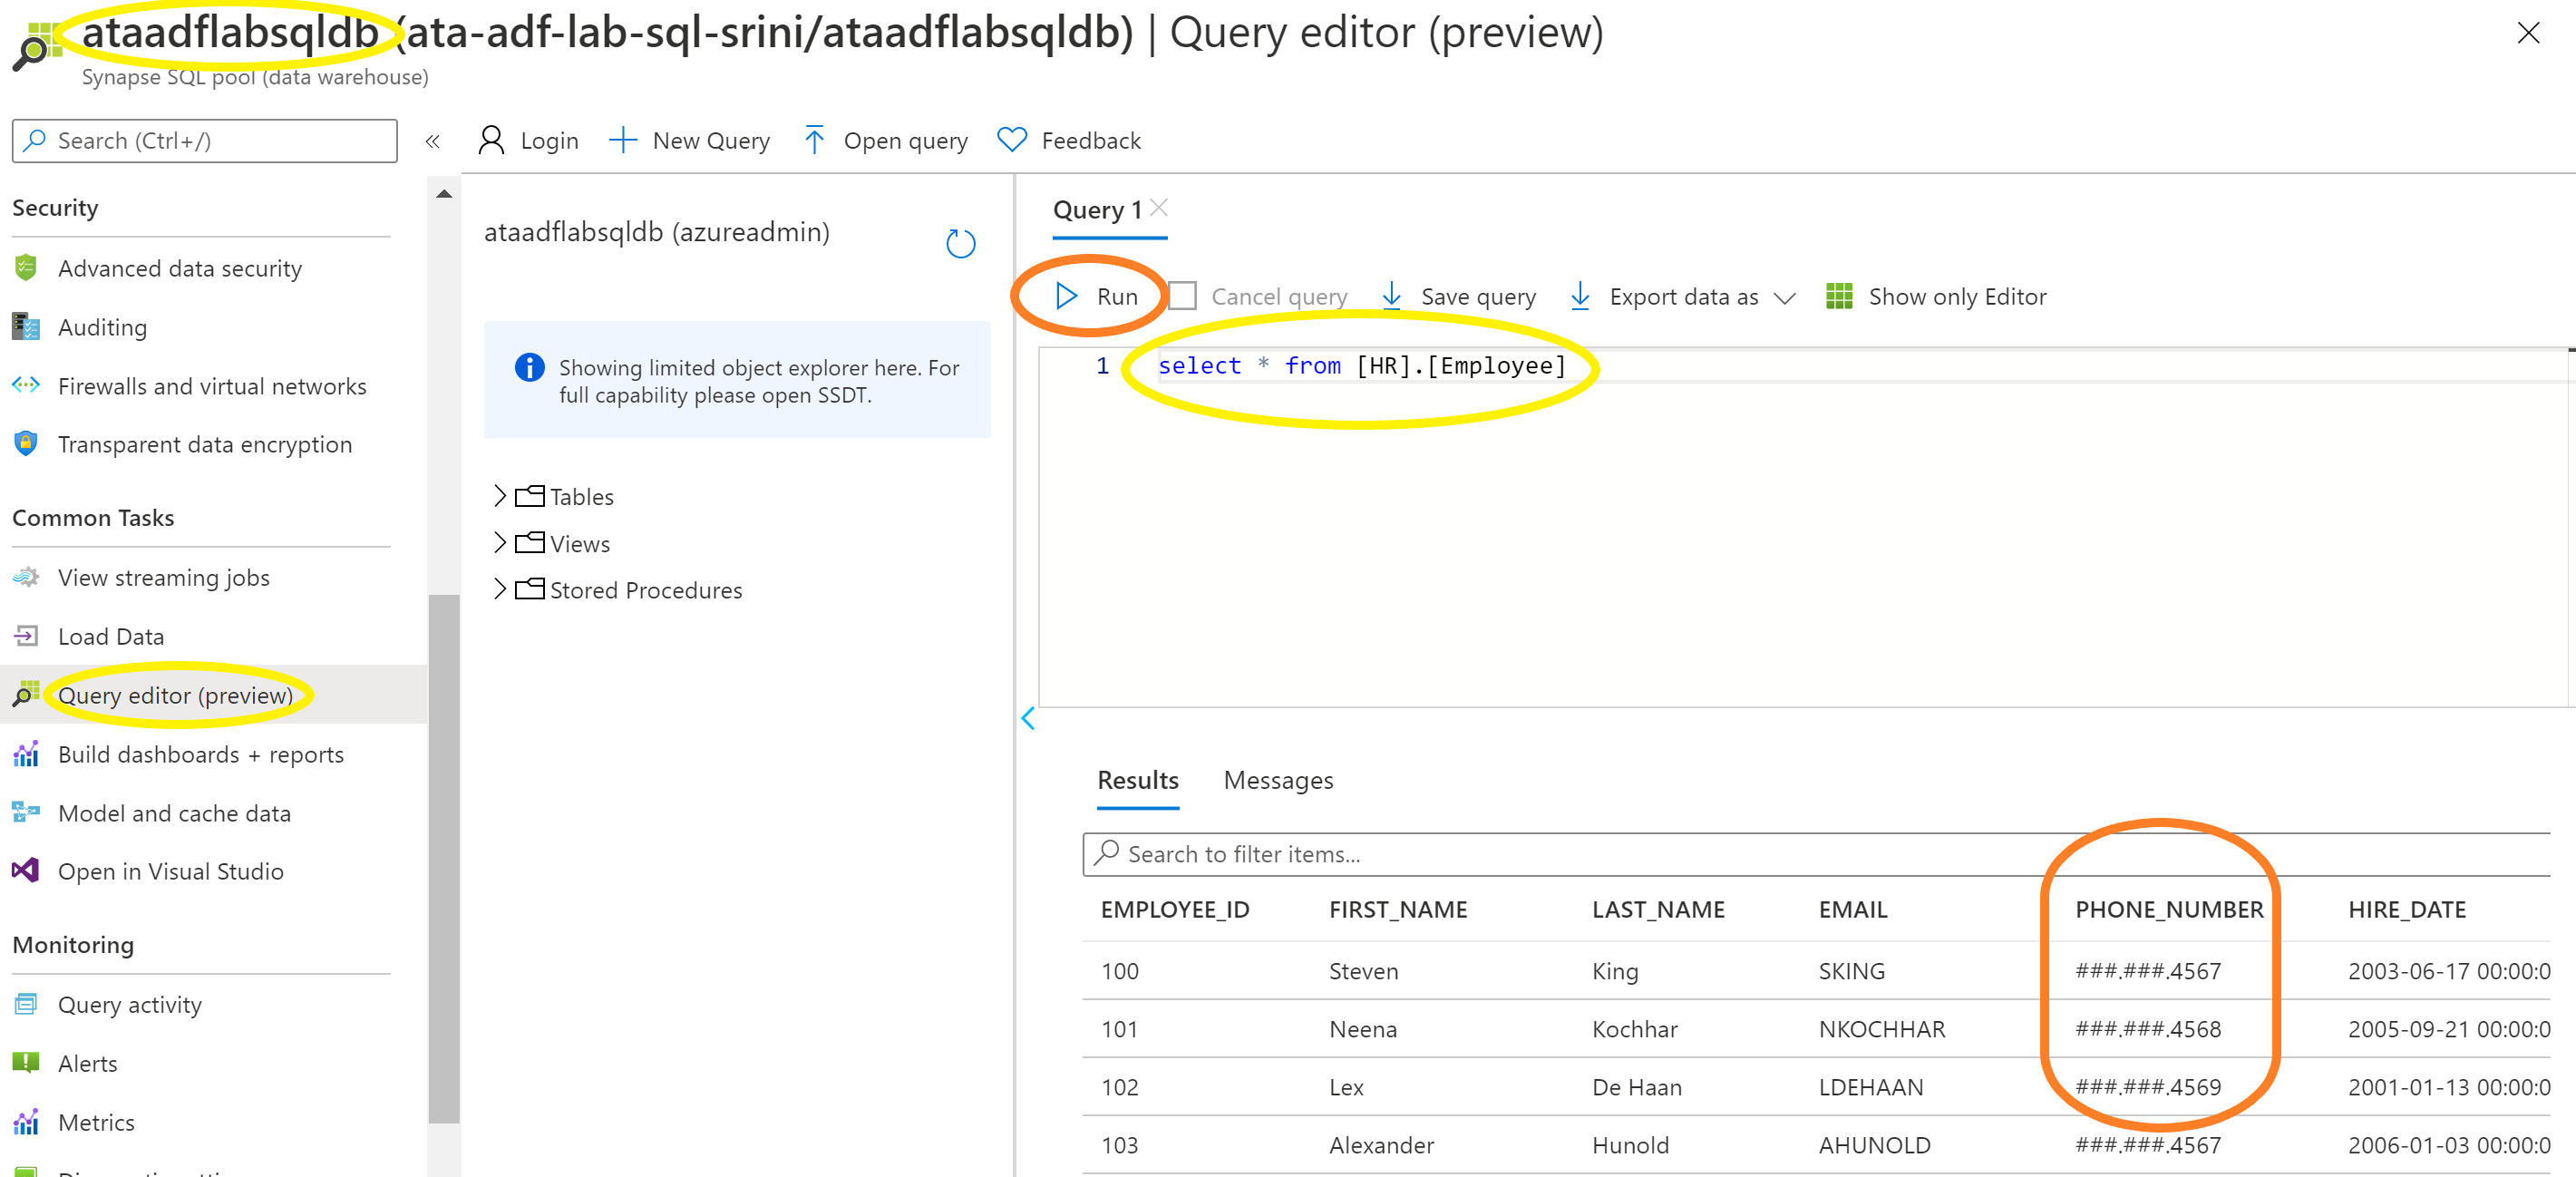 ataadflabsqldb (ata-adf-lab-sql-srini/ataadflabsqldb) | Query editor (preview)
Synapse SQL pool (data warehouse)
Search (Ctrl+/)
«
Login
New Query
Open query
Feedback
Security
Advanced data security
Auditing
Firewalls and virtual networks
Transparent data encryption
Common Tasks
View streaming jobs
Load Data
Query editor (preview)
Build dashboards + reports
Model and cache data
Open in Visual Studio
Monitoring
Query activity
Alerts
Metrics
ataadflabsqldb (azureadmin)
Showing limited object explorer here. For
full capability please open SSDT.
Tables
Views
Stored Procedures
Query 1
Run
Cancel query
Save query
Export data as
Show only Editor
1 select * from [HR].[Employee]
Results Messages
Search to filter items...
EMPLOYEE_ID FIRST_NAME LAST_NAME EMAIL PHONE_NUMBER HIRE_DATE
100 Steven King SKING ###.###.4567 2003-06-17 00:00:0
101 Neena Kochhar NKOCHHAR ###.###.4568 2005-09-21 00:00:0
102 Lex De Haan LDEHAAN ###.###.4569 2001-01-13 00:00:0
103 Alexander Hunold AHUNOLD ###.###.4567 2006-01-03 00:00:0